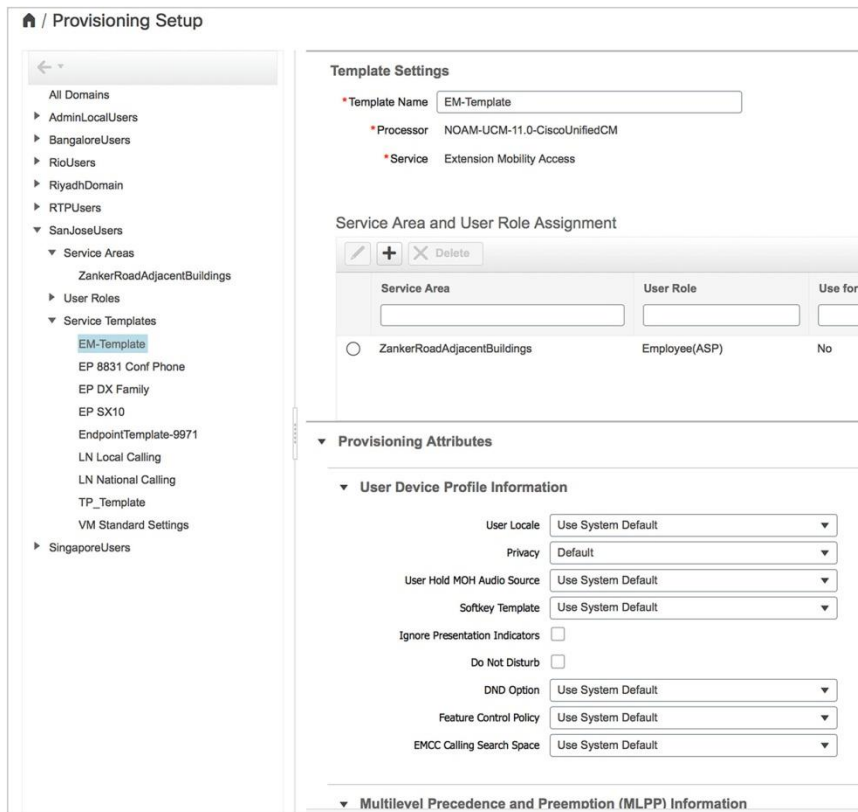 / Provisioning Setup
All Domains
AdminLocalUsers
BangaloreUsers
RioUsers
RiyadhDomain
RTPUsers
SanJoseUsers
Service Areas
ZankerRoadAdjacentBuildings
User Roles
Service Templates
EM-Template
EP 8831 Conf Phone
EP DX Family
EP SX10
EndpointTemplate-9971
LN Local Calling
LN National Calling
TP_Template
VM Standard Settings
SingaporeUsers
Template Settings
*Template Name EM-Template
*Processor NOAM-UCM-11.0-CiscoUnifiedCM
*Service Extension Mobility Access
Service Area and User Role Assignment
Delete
Service Area User Role Use for
ZankerRoadAdjacentBuildings Employee(ASP) No
Provisioning Attributes
User Device Profile Information
User Locale Use System Default
Privacy Default
User Hold MOH Audio Source Use System Default
Softkey Template Use System Default
Ignore Presentation Indicators
Do Not Disturb
DND Option Use System Default
Feature Control Policy Use System Default
EMCC Calling Search Space Use System Default
Multilevel Precedence and Preemption (MLPP) Information